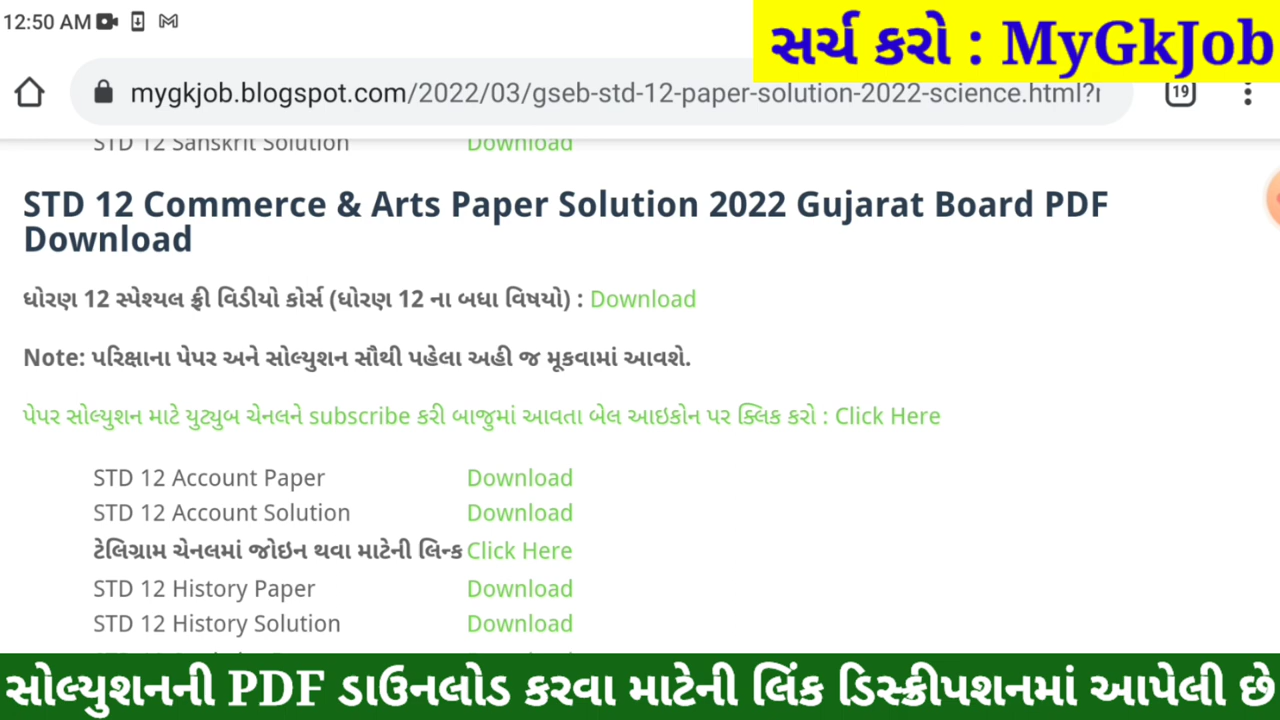 12:50 AM
સર્ચ કરો : MyGkJob
mygkjob.blogspot.com/2022/03/gseb-std-12-paper-solution-2022-science.html?r
19
STD 12 Sanskrit Solution Download
STD 12 Commerce & Arts Paper Solution 2022 Gujarat Board PDF
Download
ધોરણ 12 સ્પેશ્યલ ફ્રી વિડીયો કોર્સ (ધોરણ 12 ના બધા વિષયો) : Download
Note: પરિક્ષાના પેપર અને સોલ્યુશન સૌથી પહેલા અહી જ મૂકવામાં આવશે.
પેપર સોલ્યુશન માટે યુટ્યુબ ચેનલને subscribe કરી બાજુમાં આવતા બેલ આઇકોન પર ક્લિક કરો : Click Here
STD 12 Account Paper Download
STD 12 Account Solution Download
ટેલિગ્રામ ચેનલમાં જોઇન થવા માટેની લિન્ક Click Here
STD 12 History Paper Download
STD 12 History Solution Download
સોલ્યુશનની PDF ડાઉનલોડ કરવા માટેની લિંક ડિસ્ક્રીપશનમાં આપેલી છે